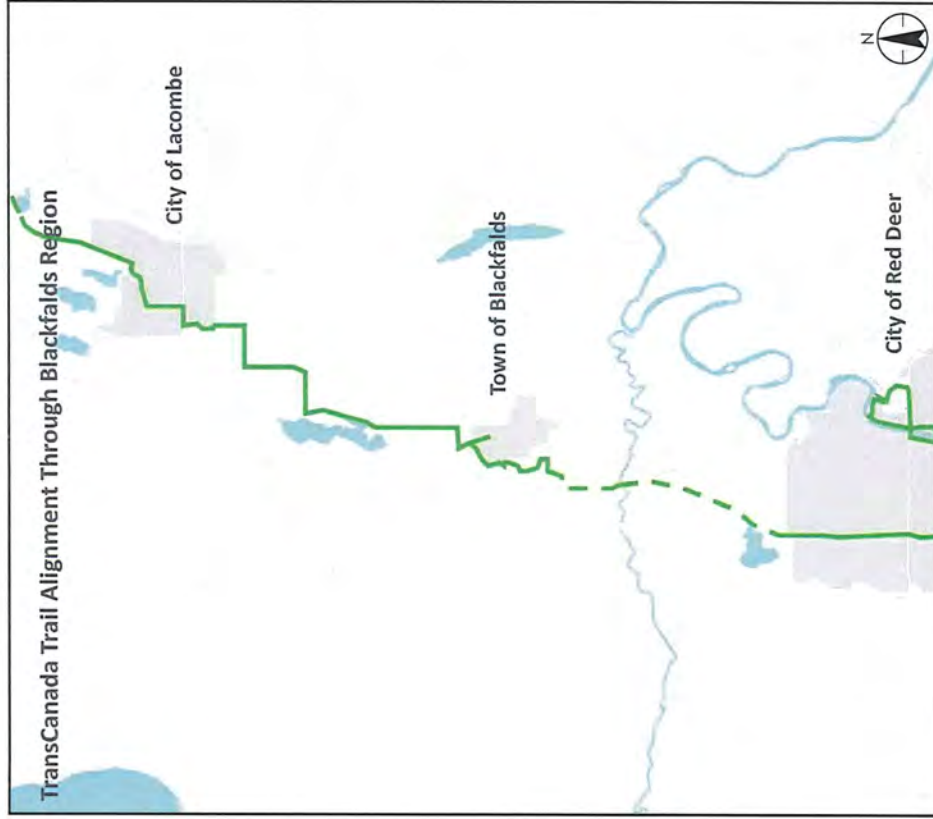 TransCanada Trail Alignment Through Blackfalds Region
City of Lacombe
Town of Blackfalds
City of Red Deer
N